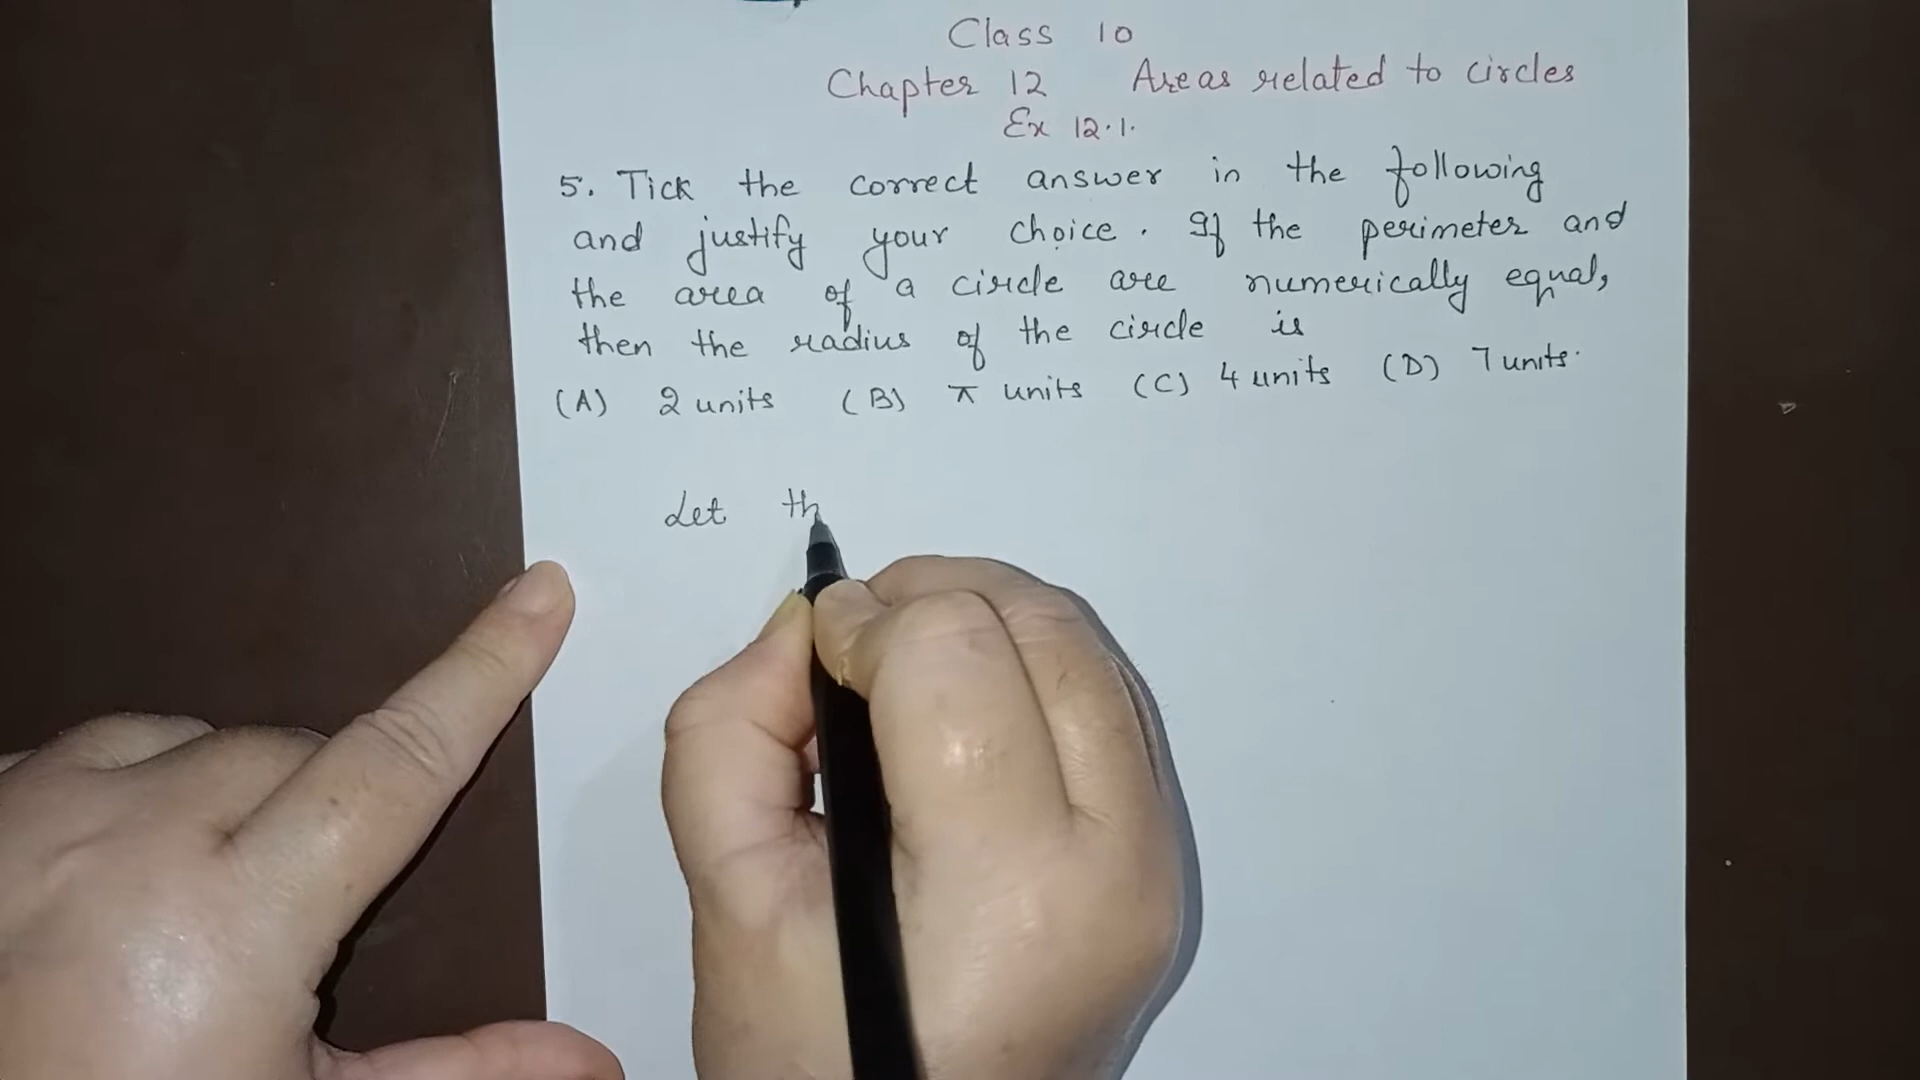 Class 10
Chapter 12 Areas related to circles
Ex 12.1.
5. Tick the correct answer in the following
and justify your choice. If the perimeter and
the area of a circle are numerically equal,
then the radius of the circle is
(A) 2 units (B) π units (C) 4 units (D) 7 units.
Let th